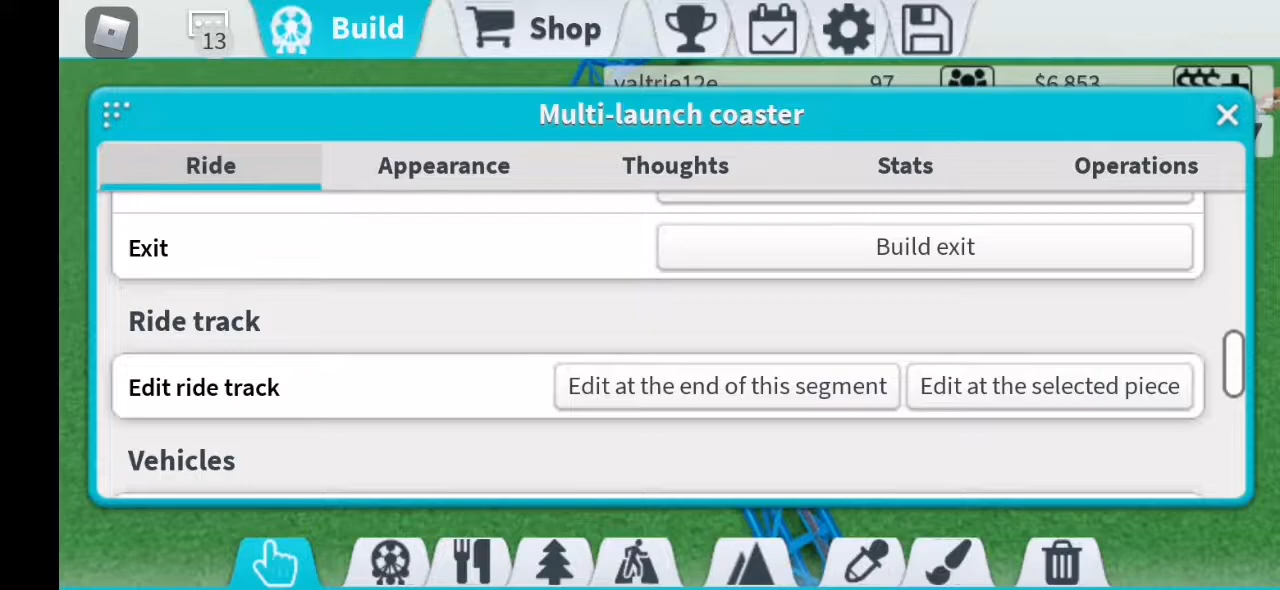 13
Build
Shop
valtrie12e 97 $6,853
Multi-launch coaster
Ride Appearance Thoughts Stats Operations
Exit Build exit
Ride track
Edit ride track Edit at the end of this segment Edit at the selected piece
Vehicles